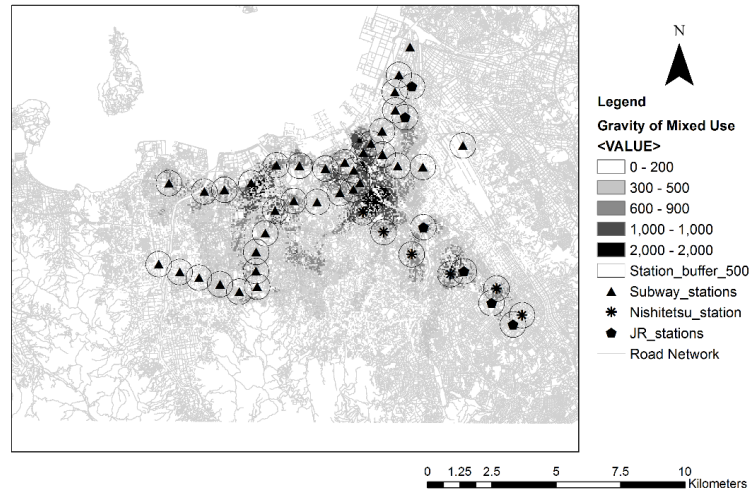 N
Legend
Gravity of Mixed Use
<VALUE>
0 - 200
300 - 500
600 - 900
1,000 - 1,000
2,000 - 2,000
Station_buffer_500
Subway_stations
Nishitetsu_station
JR_stations
Road Network
0 1.25 2.5 5 7.5 10
Kilometers